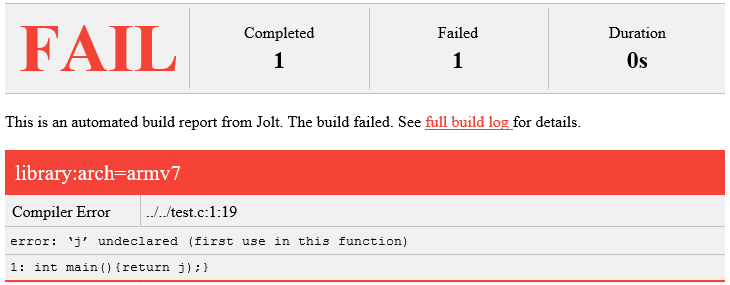 FAIL
Completed
1
Failed
1
Duration
0s
This is an automated build report from Jolt. The build failed. See full build log for details.
library:arch=armv7
Compiler Error ../../test.c:1:19
error: ‘j’ undeclared (first use in this function)
1: int main(){return j);}